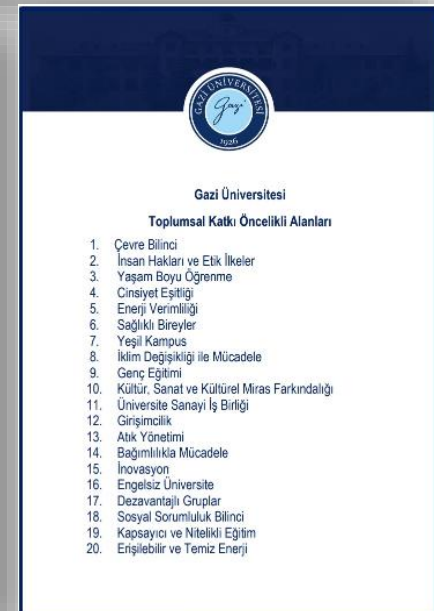 GAZİ ÜNİVERSİTESİ
Gazi
1926
Gazi Üniversitesi
Toplumsal Katkı Öncelikli Alanları
1. Çevre Bilinci
2. İnsan Hakları ve Etik İlkeler
3. Yaşam Boyu Öğrenme
4. Cinsiyet Eşitliği
5. Enerji Verimliliği
6. Sağlıklı Bireyler
7. Yeşil Kampus
8. İklim Değişikliği ile Mücadele
9. Genç Eğitimi
10. Kültür, Sanat ve Kültürel Miras Farkındalığı
11. Üniversite Sanayi İş Birliği
12. Girişimcilik
13. Atık Yönetimi
14. Bağımlılıkla Mücadele
15. İnovasyon
16. Engelsiz Üniversite
17. Dezavantajlı Gruplar
18. Sosyal Sorumluluk Bilinci
19. Kapsayıcı ve Nitelikli Eğitim
20. Erişilebilir ve Temiz Enerji